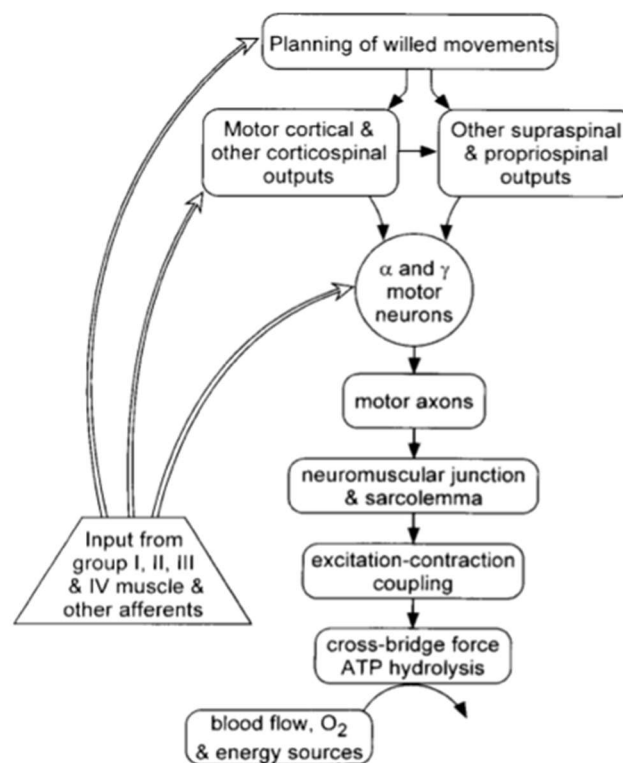 Planning of willed movements
Motor cortical &
other corticospinal
outputs
Other supraspinal
& propriospinal
outputs
α and γ
motor
neurons
motor axons
neuromuscular junction
& sarcolemma
Input from
group I, II, III
& IV muscle &
other afferents
excitation-contraction
coupling
cross-bridge force
ATP hydrolysis
blood flow, O₂
& energy sources